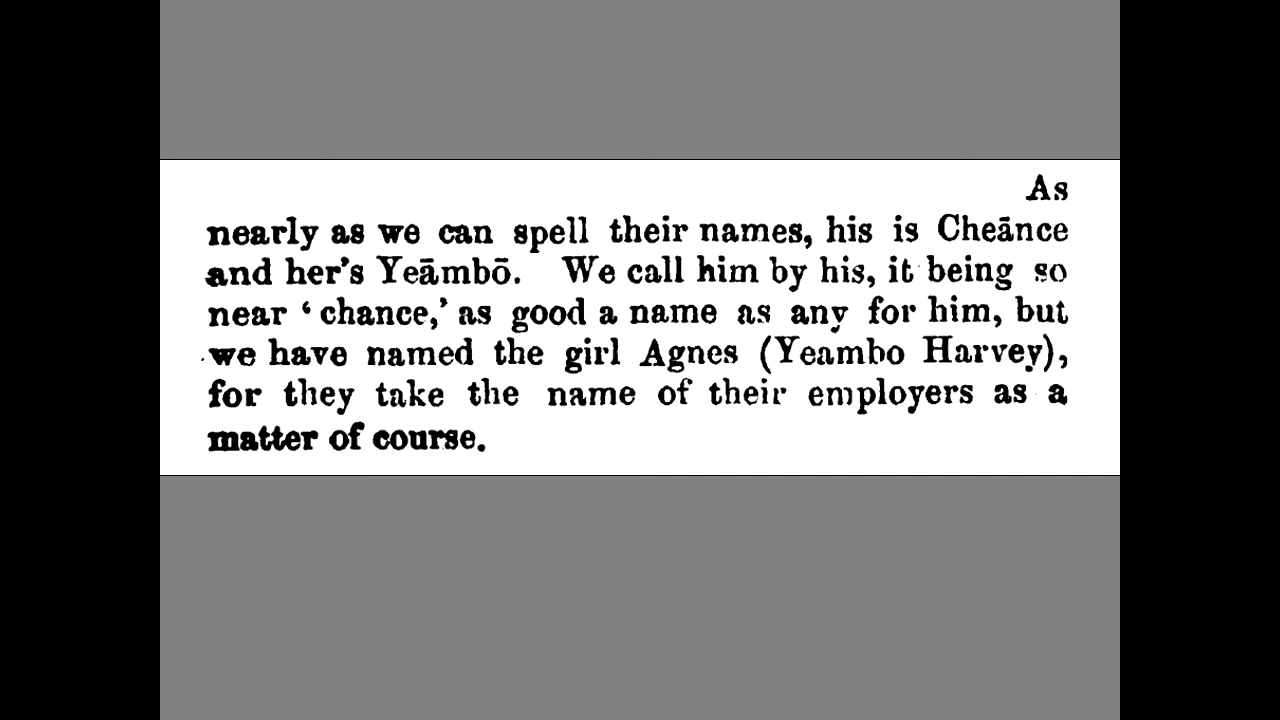 As
nearly as we can spell their names, his is Cheānce
and her's Yeāmbō. We call him by his, it being so
near ‘chance,’ as good a name as any for him, but
we have named the girl Agnes (Yeambo Harvey),
for they take the name of their employers as a
matter of course.